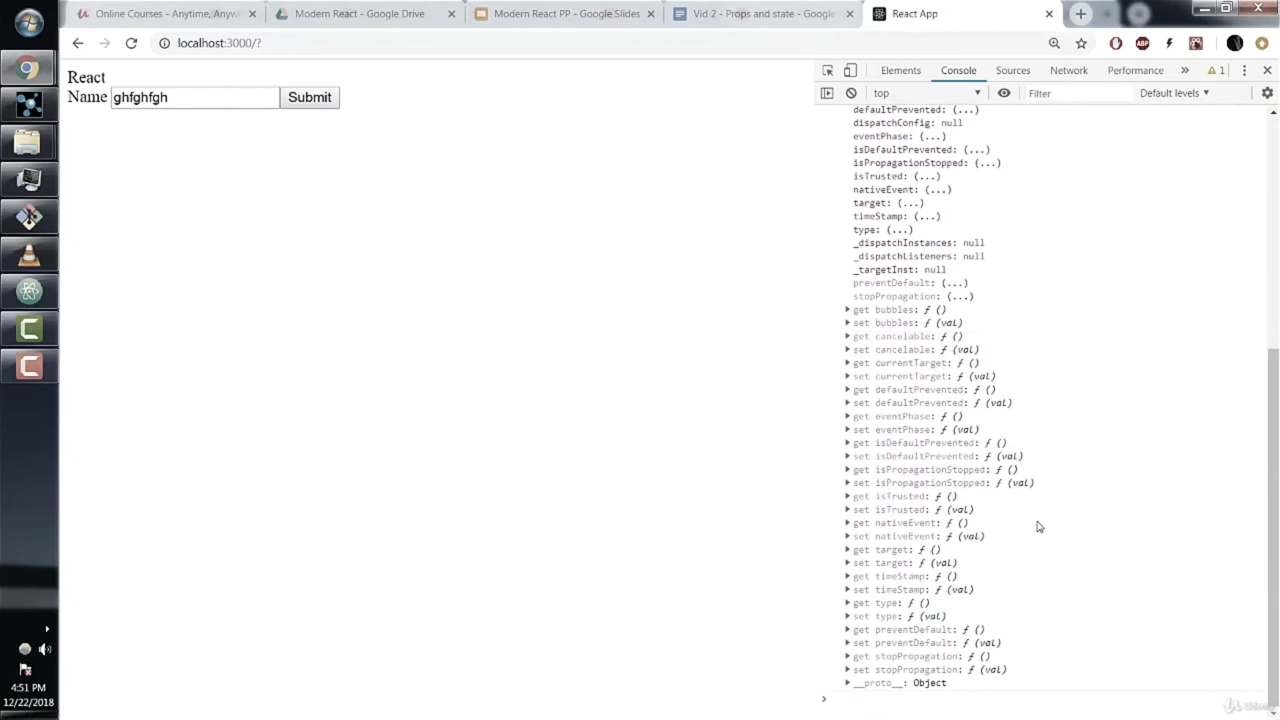 Online Courses - Anytime, Anyw
Modern React - Google Drive
Modern React PP - Google Slides
Vid 2 - Props and state - Google
React App
localhost:3000/?
ABP
React
Name ghfghfgh Submit
Elements Console Sources Network Performance » 1
top Filter Default levels
defaultPrevented: (...)
dispatchConfig: null
eventPhase: (...)
isDefaultPrevented: (...)
isPropagationStopped: (...)
isTrusted: (...)
nativeEvent: (...)
target: (...)
timeStamp: (...)
type: (...)
_dispatchInstances: null
_dispatchListeners: null
_targetInst: null
preventDefault: (...)
stopPropagation: (...)
get bubbles: ƒ ()
set bubbles: ƒ (val)
get cancelable: ƒ ()
set cancelable: ƒ (val)
get currentTarget: ƒ ()
set currentTarget: ƒ (val)
get defaultPrevented: ƒ ()
set defaultPrevented: ƒ (val)
get eventPhase: ƒ ()
set eventPhase: ƒ (val)
get isDefaultPrevented: ƒ ()
set isDefaultPrevented: ƒ (val)
get isPropagationStopped: ƒ ()
set isPropagationStopped: ƒ (val)
get isTrusted: ƒ ()
set isTrusted: ƒ (val)
get nativeEvent: ƒ ()
set nativeEvent: ƒ (val)
get target: ƒ ()
set target: ƒ (val)
get timeStamp: ƒ ()
set timeStamp: ƒ (val)
get type: ƒ ()
set type: ƒ (val)
get preventDefault: ƒ ()
set preventDefault: ƒ (val)
get stopPropagation: ƒ ()
set stopPropagation: ƒ (val)
__proto__: Object
4:51 PM
12/22/2018
Udemy